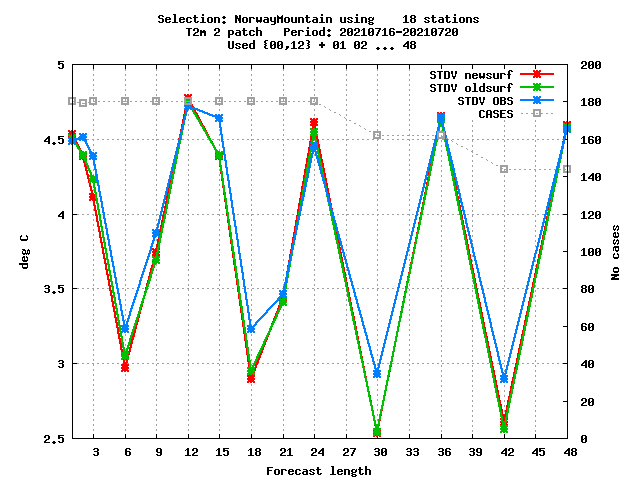 Selection: NorwayMountain using    18 stations
T2m 2 patch   Period: 20210716-20210720
Used {00,12} + 01 02 ... 48
STDV newsurf
STDV oldsurf
STDV OBS
CASES
5
4.5
4
3.5
3
2.5
deg C
200
180
160
140
120
100
80
60
40
20
0
No cases
3 6 9 12 15 18 21 24 27 30 33 36 39 42 45 48
Forecast length